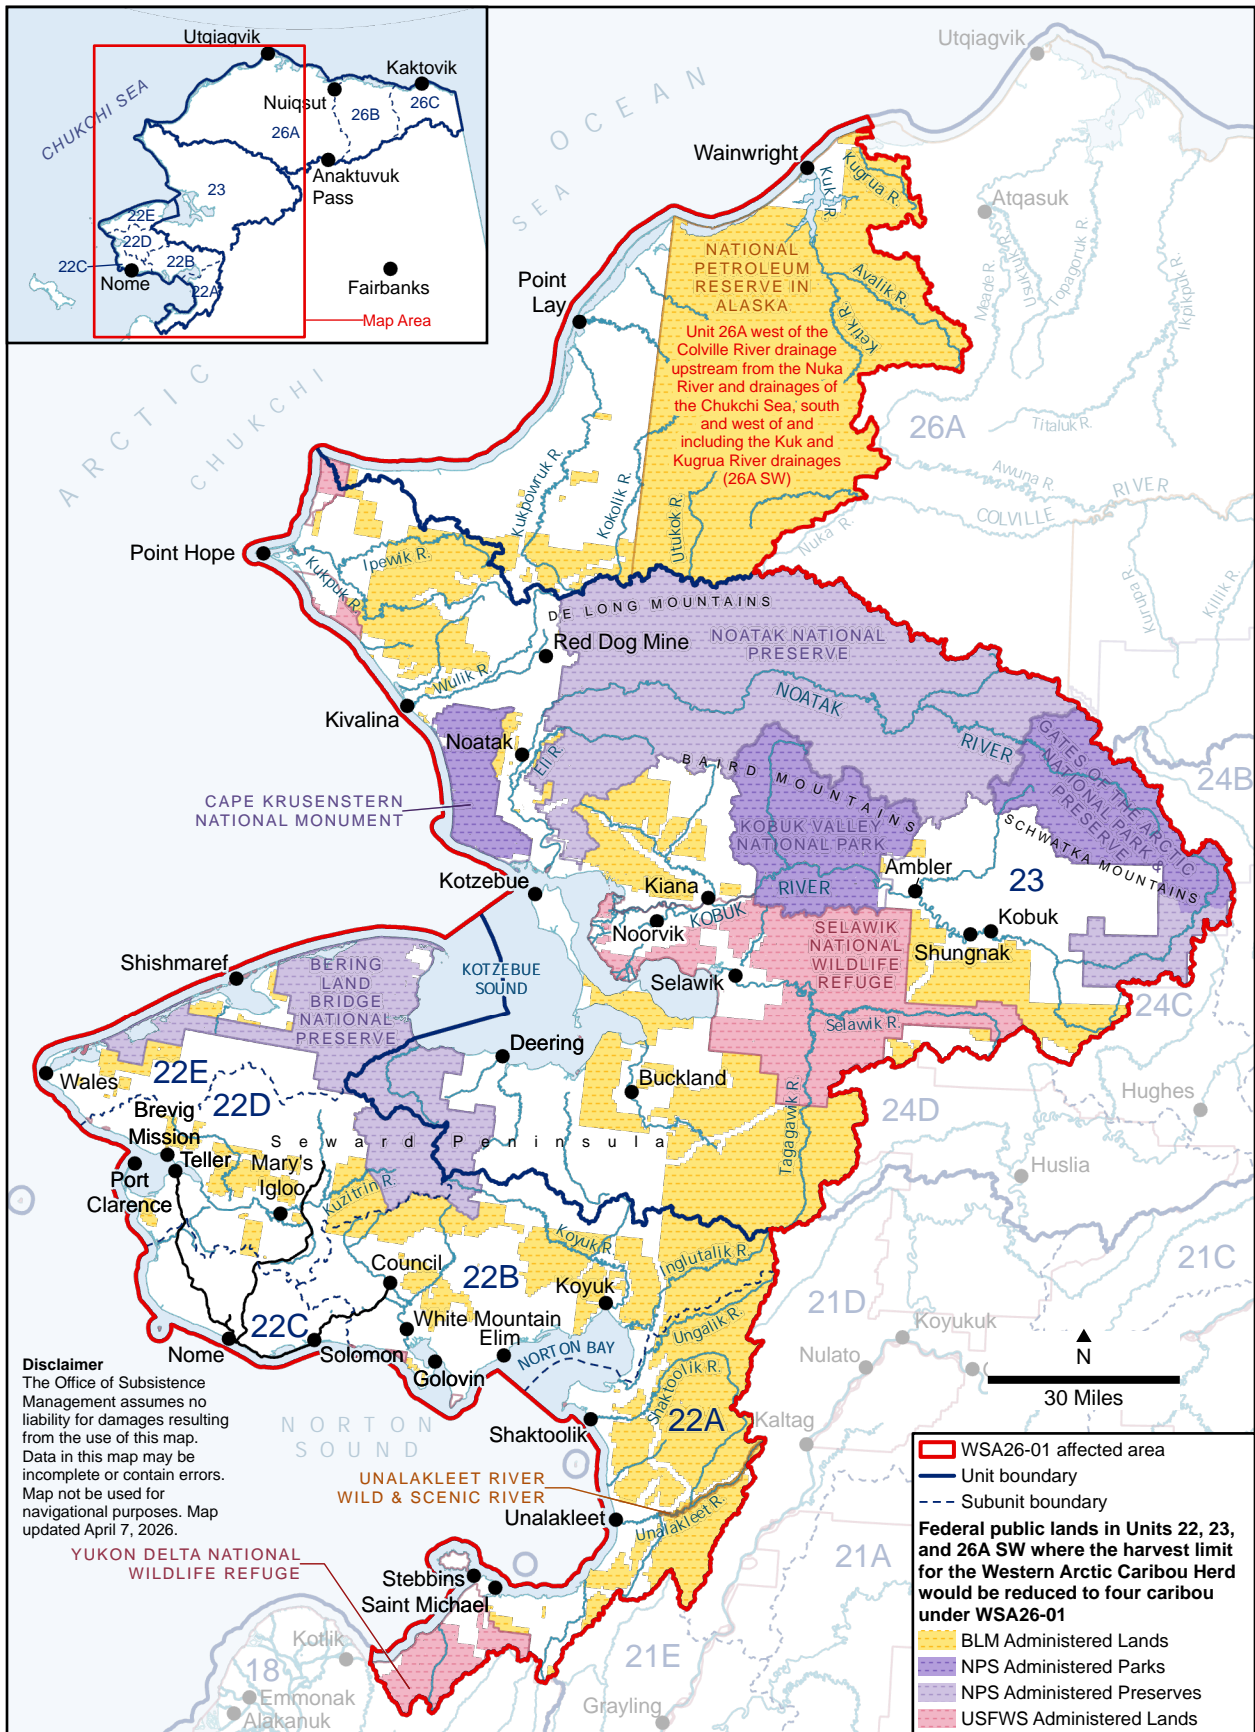 Utqiagvik
Kaktovik
Nuiqsut
CHUKCHI SEA
26A
26B
26C
Anaktuvuk
Pass
23
22E
22D
22C
22B
Nome
22A
Fairbanks
Map Area
Utqiagvik
ARCTIC OCEAN
CHUKCHI SEA
Wainwright
Kuk R.
Kugrua R.
Atqasuk
Meade R.
Usuktuk R.
Topagoruk R.
Ikpikpuk R.
NATIONAL
PETROLEUM
RESERVE IN
ALASKA
Avalik R.
Ketik R.
Point
Lay
Unit 26A west of the
Colville River drainage
upstream from the Nuka
River and drainages of
the Chukchi Sea, south
and west of and
including the Kuk and
Kugrua River drainages
(26A SW)
26A
Titaluk R.
Awuna R.
COLVILLE RIVER
Nuka R.
Kurupa R.
Killik R.
Kukpowruk R.
Kokolik R.
Utukok R.
Point Hope
Ipewik R.
Kukpuk R.
DE LONG MOUNTAINS
Red Dog Mine
NOATAK NATIONAL
PRESERVE
Wulik R.
Kivalina
NOATAK RIVER
Noatak
Eli R.
BAIRD MOUNTAINS
GATES OF THE ARCTIC
NATIONAL PARK &
PRESERVE
24B
CAPE KRUSENSTERN
NATIONAL MONUMENT
KOBUK VALLEY
NATIONAL PARK
SCHWATKA MOUNTAINS
Ambler
23
Kotzebue
Kiana
KOBUK RIVER
Noorvik
Kobuk
Shungnak
SELAWIK
NATIONAL
WILDLIFE
REFUGE
Selawik
Selawik R.
24C
Shishmaref
BERING
LAND
BRIDGE
NATIONAL
PRESERVE
KOTZEBUE
SOUND
Deering
Buckland
Tagagawik R.
Wales
22E
22D
Hughes
24D
Brevig
Mission
Teller
Seward Peninsula
Mary's
Igloo
Port
Clarence
Kuzitrin R.
Huslia
Koyuk R.
Inglutalik R.
21C
Council
22B
Koyuk
21D
White Mountain
Ungalik R.
Koyukuk
22C
Elim
NORTON BAY
Nome
Solomon
Golovin
Nulato
N
30 Miles
Shaktoolik R.
Disclaimer
The Office of Subsistence
Management assumes no
liability for damages resulting
from the use of this map.
Data in this map may be
incomplete or contain errors.
Map not be used for
navigational purposes. Map
updated April 7, 2026.
NORTON
SOUND
Shaktoolik
22A
Kaltag
UNALAKLEET RIVER
WILD & SCENIC RIVER
Unalakleet
Unalakleet R.
21A
YUKON DELTA NATIONAL
WILDLIFE REFUGE
Stebbins
Saint Michael
Kotlik
18
Emmonak
Alakanuk
21E
Grayling
WSA26-01 affected area
Unit boundary
Subunit boundary
Federal public lands in Units 22, 23,
and 26A SW where the harvest limit
for the Western Arctic Caribou Herd
would be reduced to four caribou
under WSA26-01
BLM Administered Lands
NPS Administered Parks
NPS Administered Preserves
USFWS Administered Lands